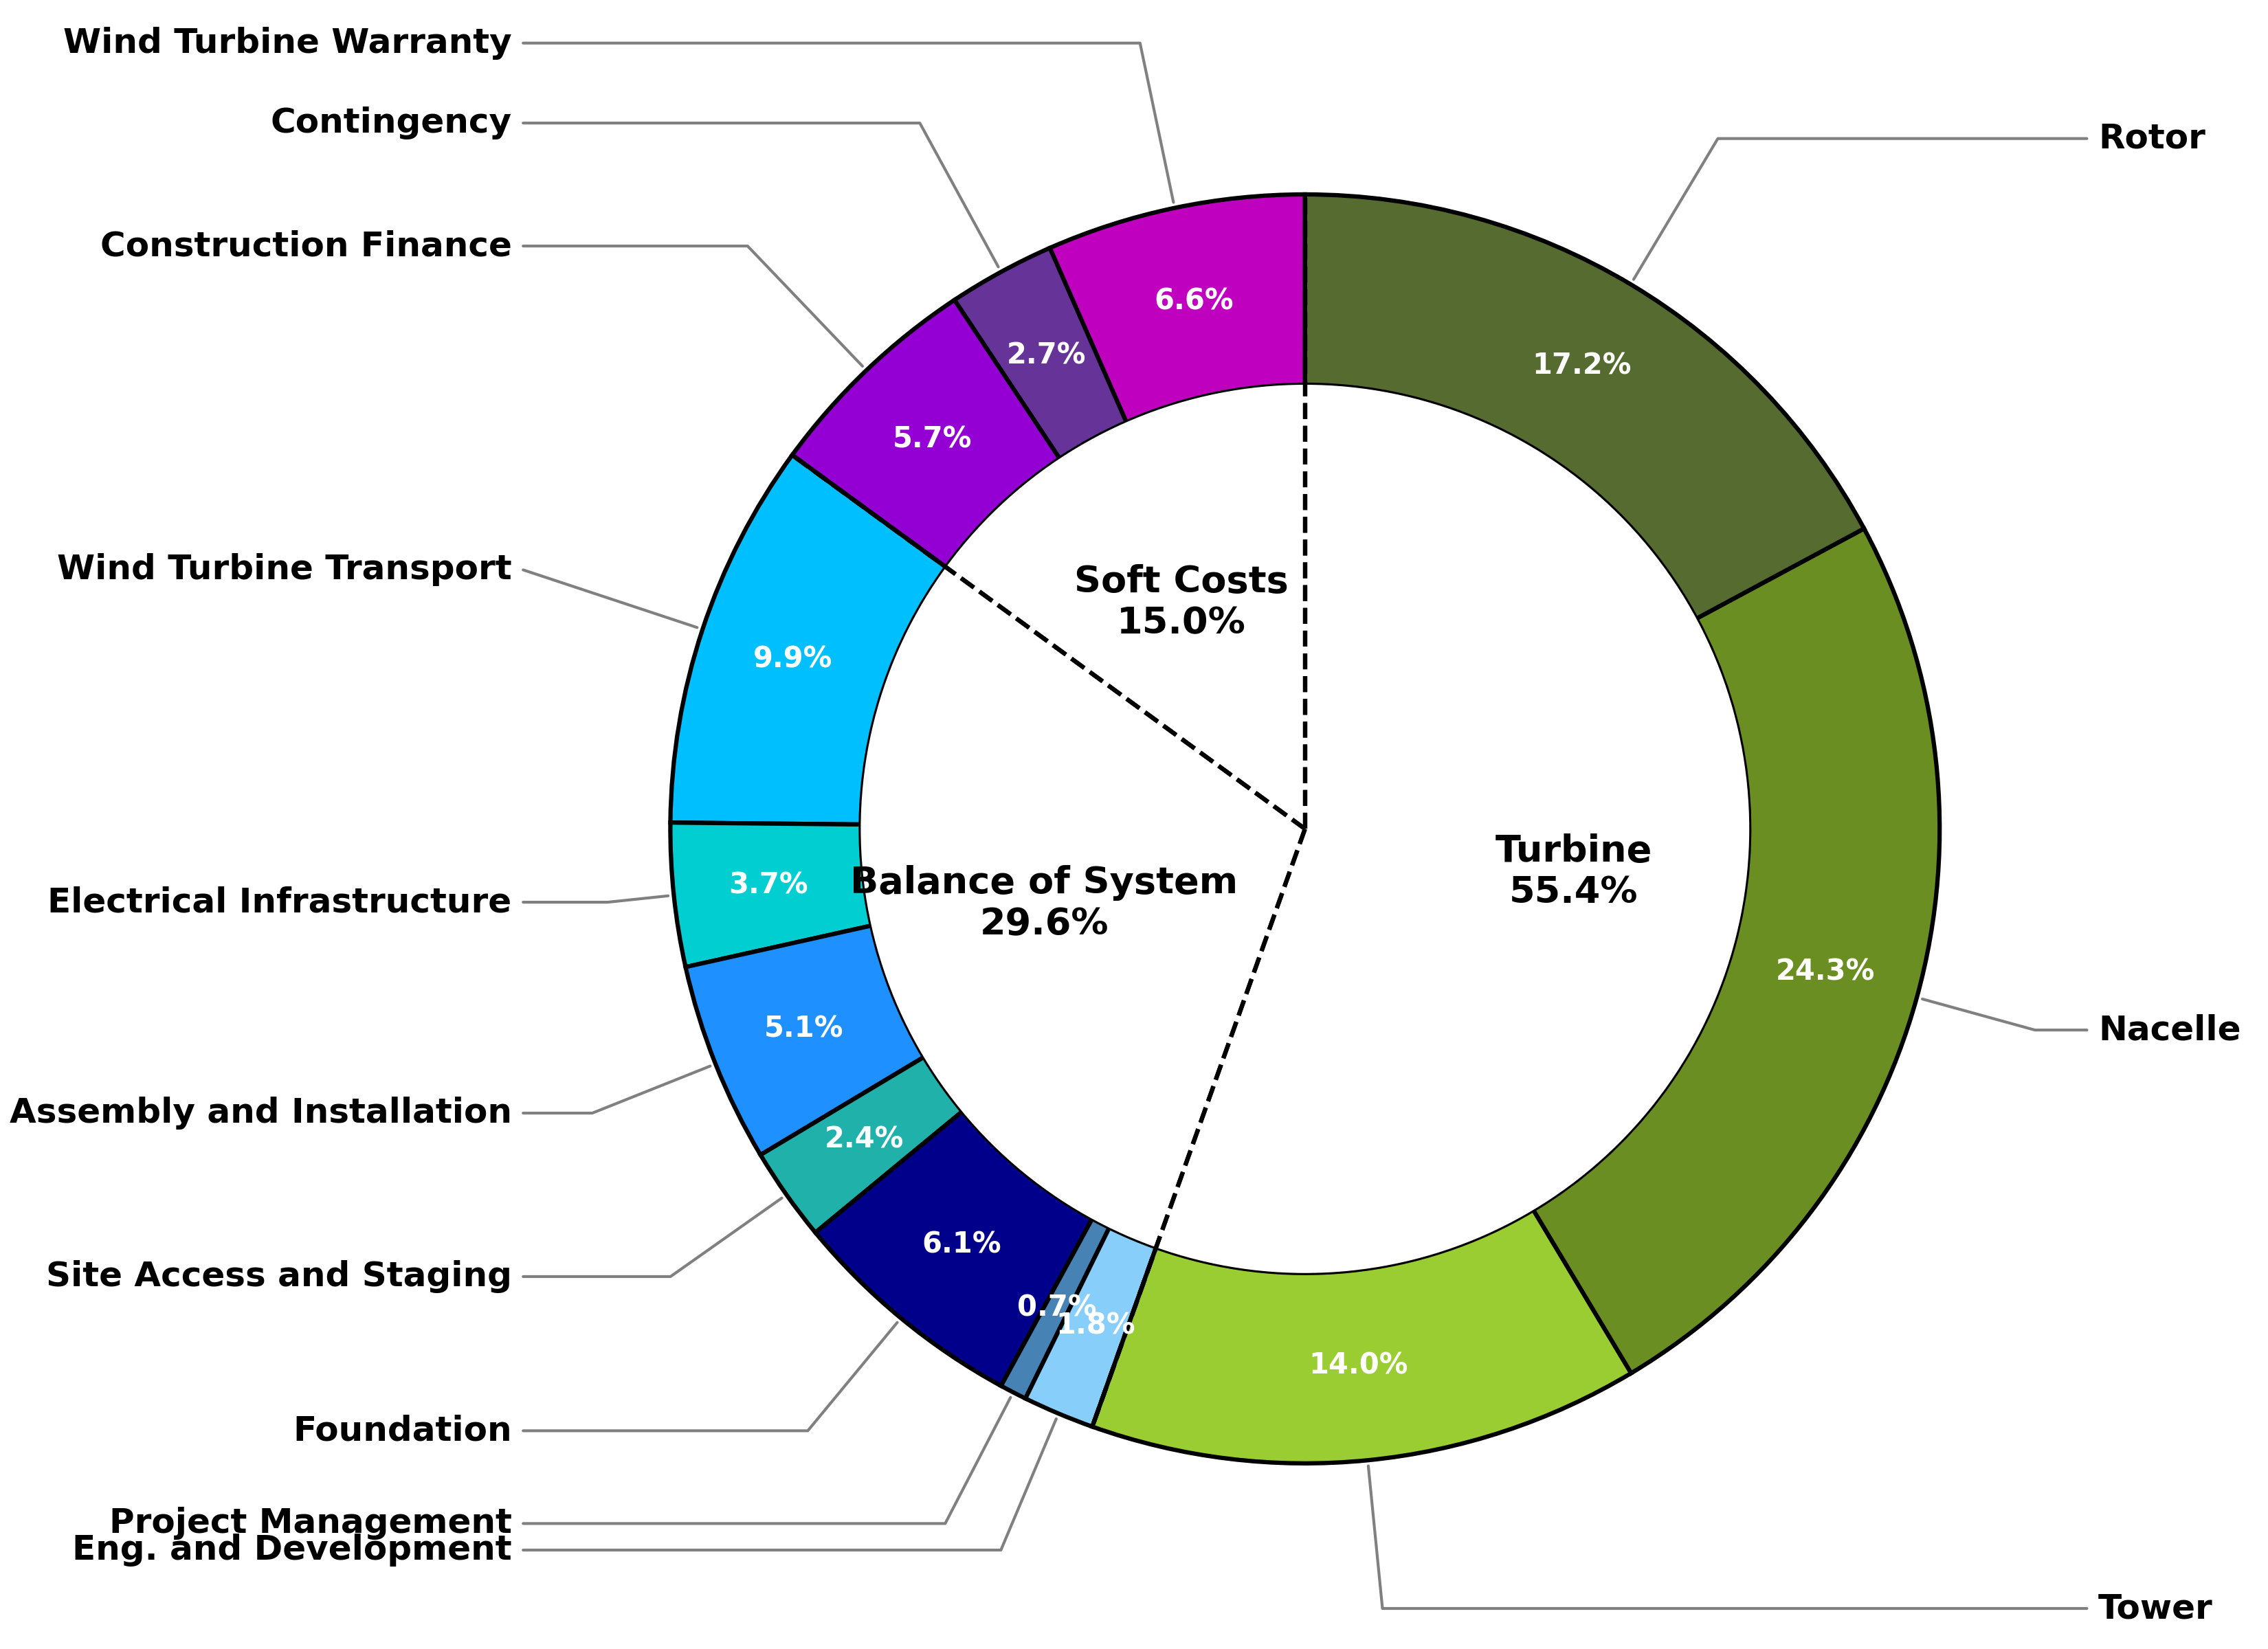 Wind Turbine Warranty
Contingency
Rotor
Construction Finance
6.6%
2.7%
17.2%
5.7%
Wind Turbine Transport
Soft Costs
15.0%
9.9%
Turbine
55.4%
Electrical Infrastructure
3.7%
Balance of System
29.6%
24.3%
Nacelle
5.1%
Assembly and Installation
2.4%
Site Access and Staging
6.1%
0.7%
1.8%
14.0%
Foundation
Project Management
Eng. and Development
Tower